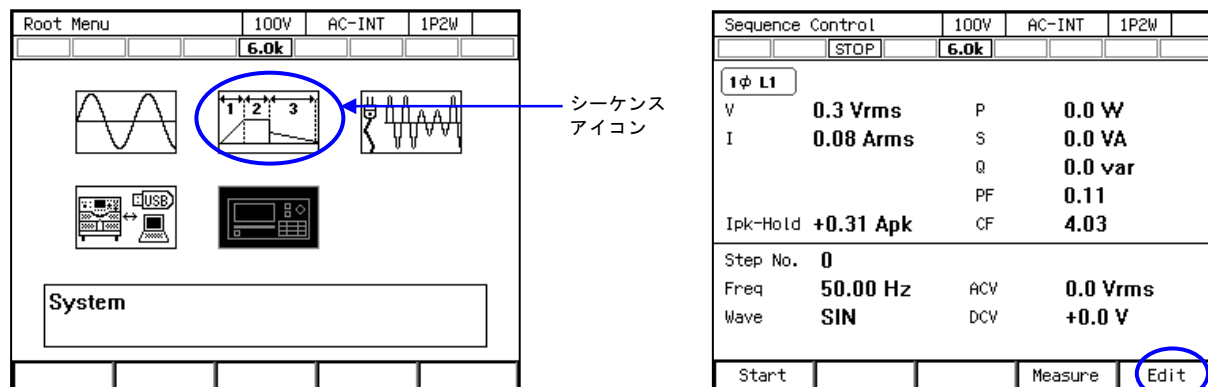 Root Menu 100V AC-INT 1P2W
6.0k
1 2 3
シーケンス
アイコン
USB
System
Sequence Control 100V AC-INT 1P2W
STOP 6.0k
1ϕ L1
V 0.3 Vrms P 0.0 W
I 0.08 Arms S 0.0 VA
Q 0.0 var
PF 0.11
Ipk-Hold +0.31 Apk CF 4.03
Step No. 0
Freq 50.00 Hz ACV 0.0 Vrms
Wave SIN DCV +0.0 V
Start Measure Edit